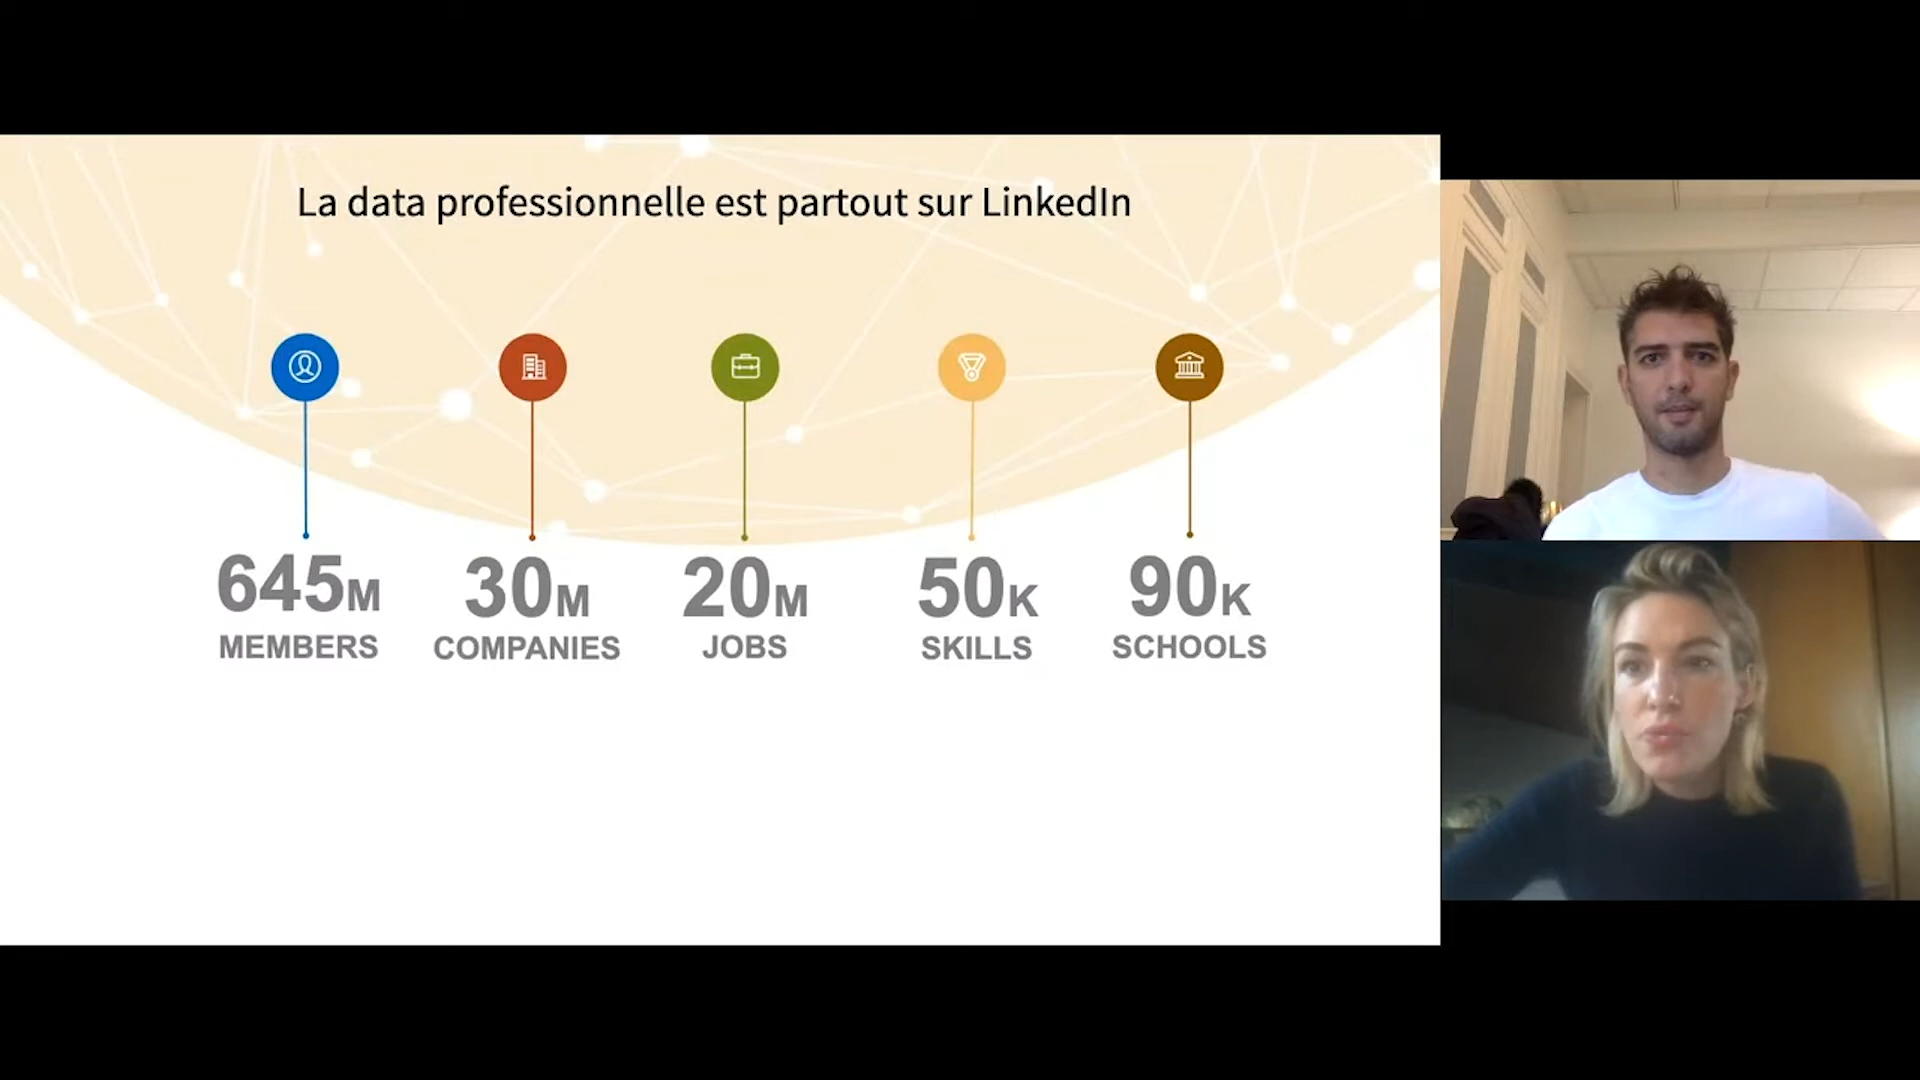 La data professionnelle est partout sur LinkedIn
645M 30M 20M 50K 90K
MEMBERS COMPANIES JOBS SKILLS SCHOOLS